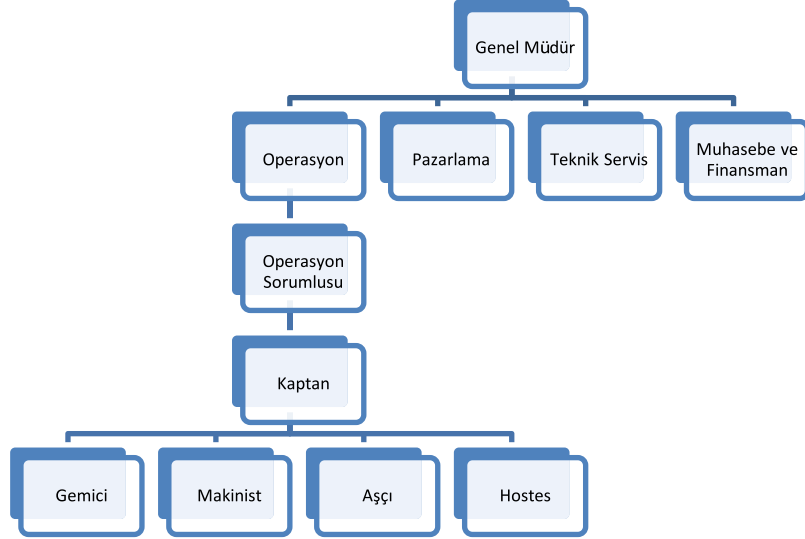 Genel Müdür
Operasyon
Pazarlama
Teknik Servis
Muhasebe ve
Finansman
Operasyon
Sorumlusu
Kaptan
Gemici
Makinist
Aşçı
Hostes